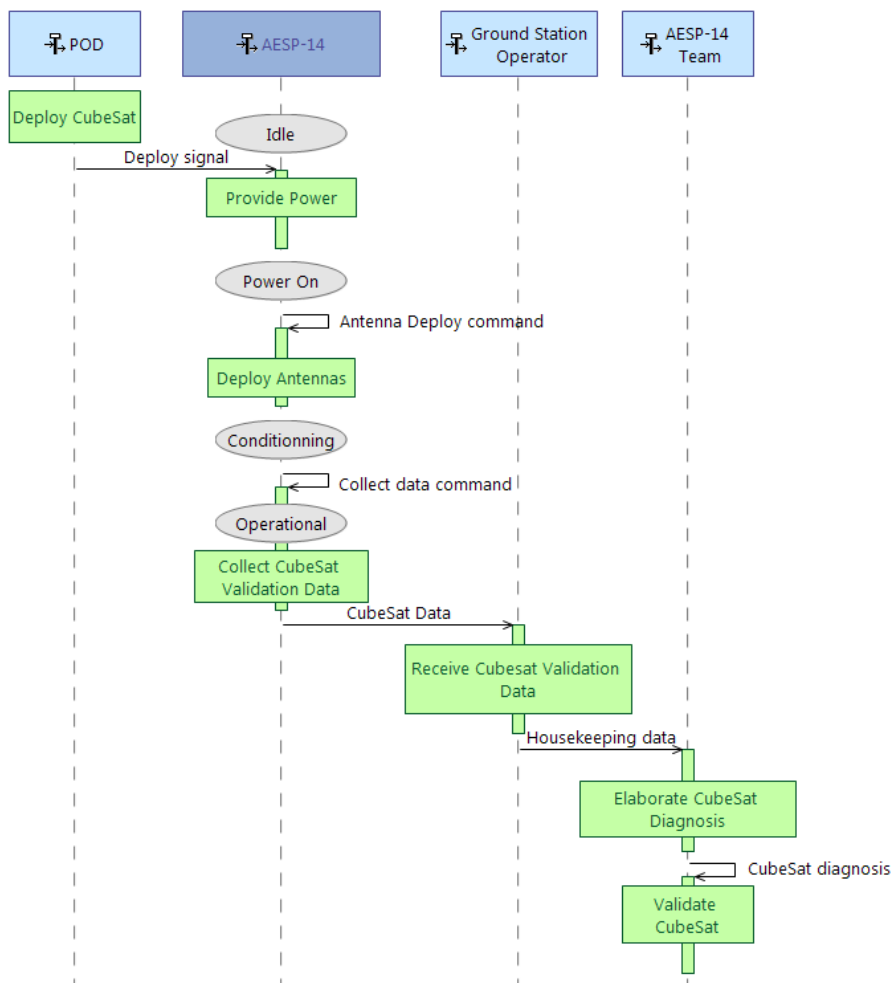 POD
AESP-14
Ground Station
Operator
AESP-14
Team
Deploy CubeSat
Idle
Deploy signal
Provide Power
Power On
Antenna Deploy command
Deploy Antennas
Conditionning
Collect data command
Operational
Collect CubeSat
Validation Data
CubeSat Data
Receive Cubesat Validation
Data
Housekeeping data
Elaborate CubeSat
Diagnosis
CubeSat diagnosis
Validate
CubeSat